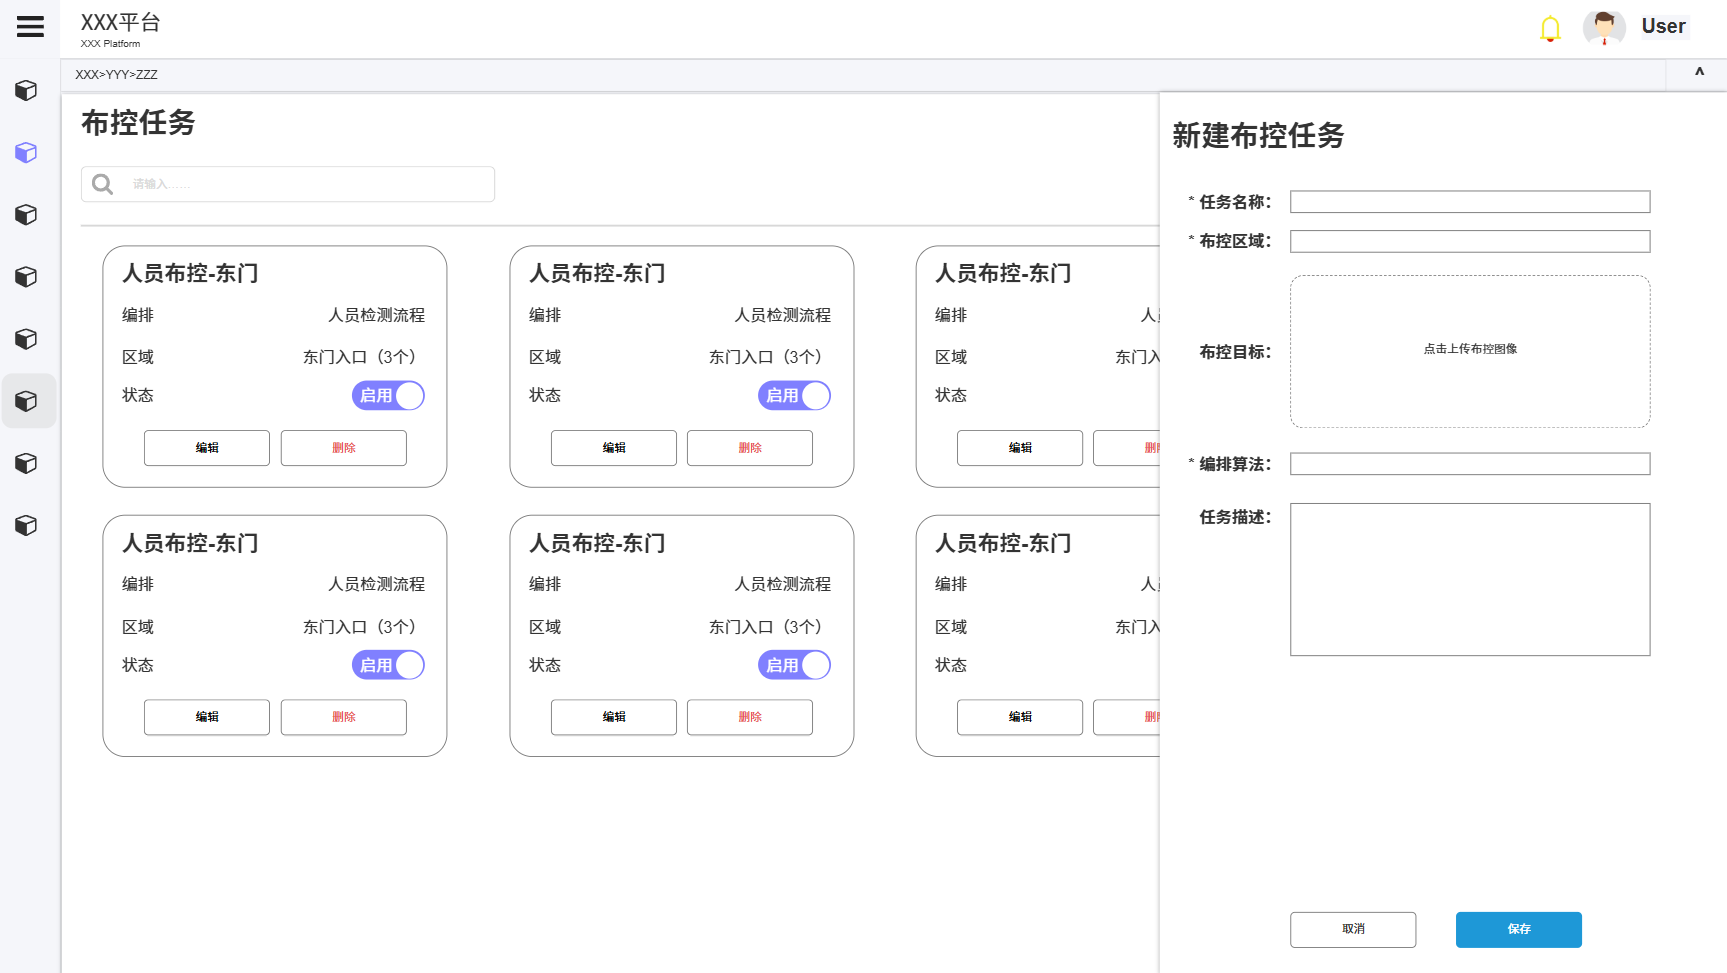 XXX平台
XXX Platform
User
XXX>YYY>ZZZ
^
布控任务
请输入......
人员布控-东门
编排 人员检测流程
区域 东门入口（3个）
状态 启用
编辑 删除
人员布控-东门
编排 人员检测流程
区域 东门入口（3个）
状态 启用
编辑 删除
人员布控-东门
编排 人
区域 东门入
状态
编辑 删
人员布控-东门
编排 人员检测流程
区域 东门入口（3个）
状态 启用
编辑 删除
人员布控-东门
编排 人员检测流程
区域 东门入口（3个）
状态 启用
编辑 删除
人员布控-东门
编排 人
区域 东门入
状态
编辑 删
新建布控任务
* 任务名称：
* 布控区域：
布控目标：
点击上传布控图像
* 编排算法：
任务描述：
取消 保存